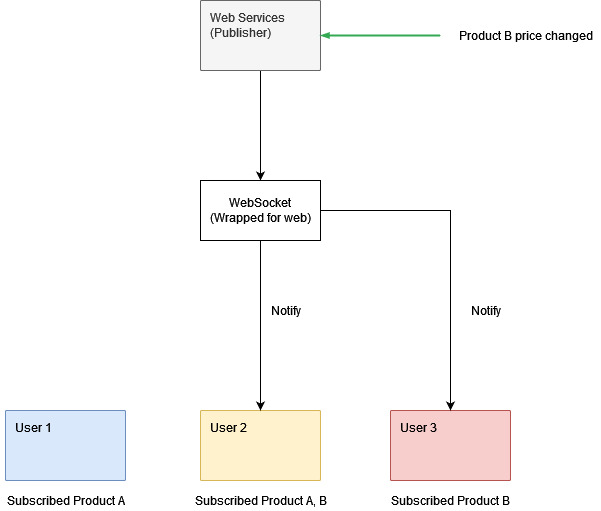 Web Services
(Publisher)
Product B price changed
WebSocket
(Wrapped for web)
Notify
Notify
User 1
User 2
User 3
Subscribed Product A
Subscribed Product A, B
Subscribed Product B